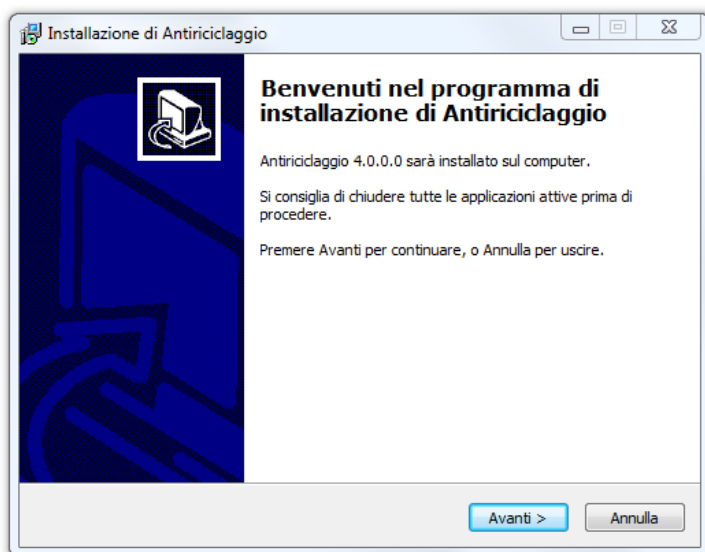 Installazione di Antiriciclaggio
Benvenuti nel programma di
installazione di Antiriciclaggio
Antiriciclaggio 4.0.0.0 sarà installato sul computer.
Si consiglia di chiudere tutte le applicazioni attive prima di
procedere.
Premere Avanti per continuare, o Annulla per uscire.
Avanti >
Annulla